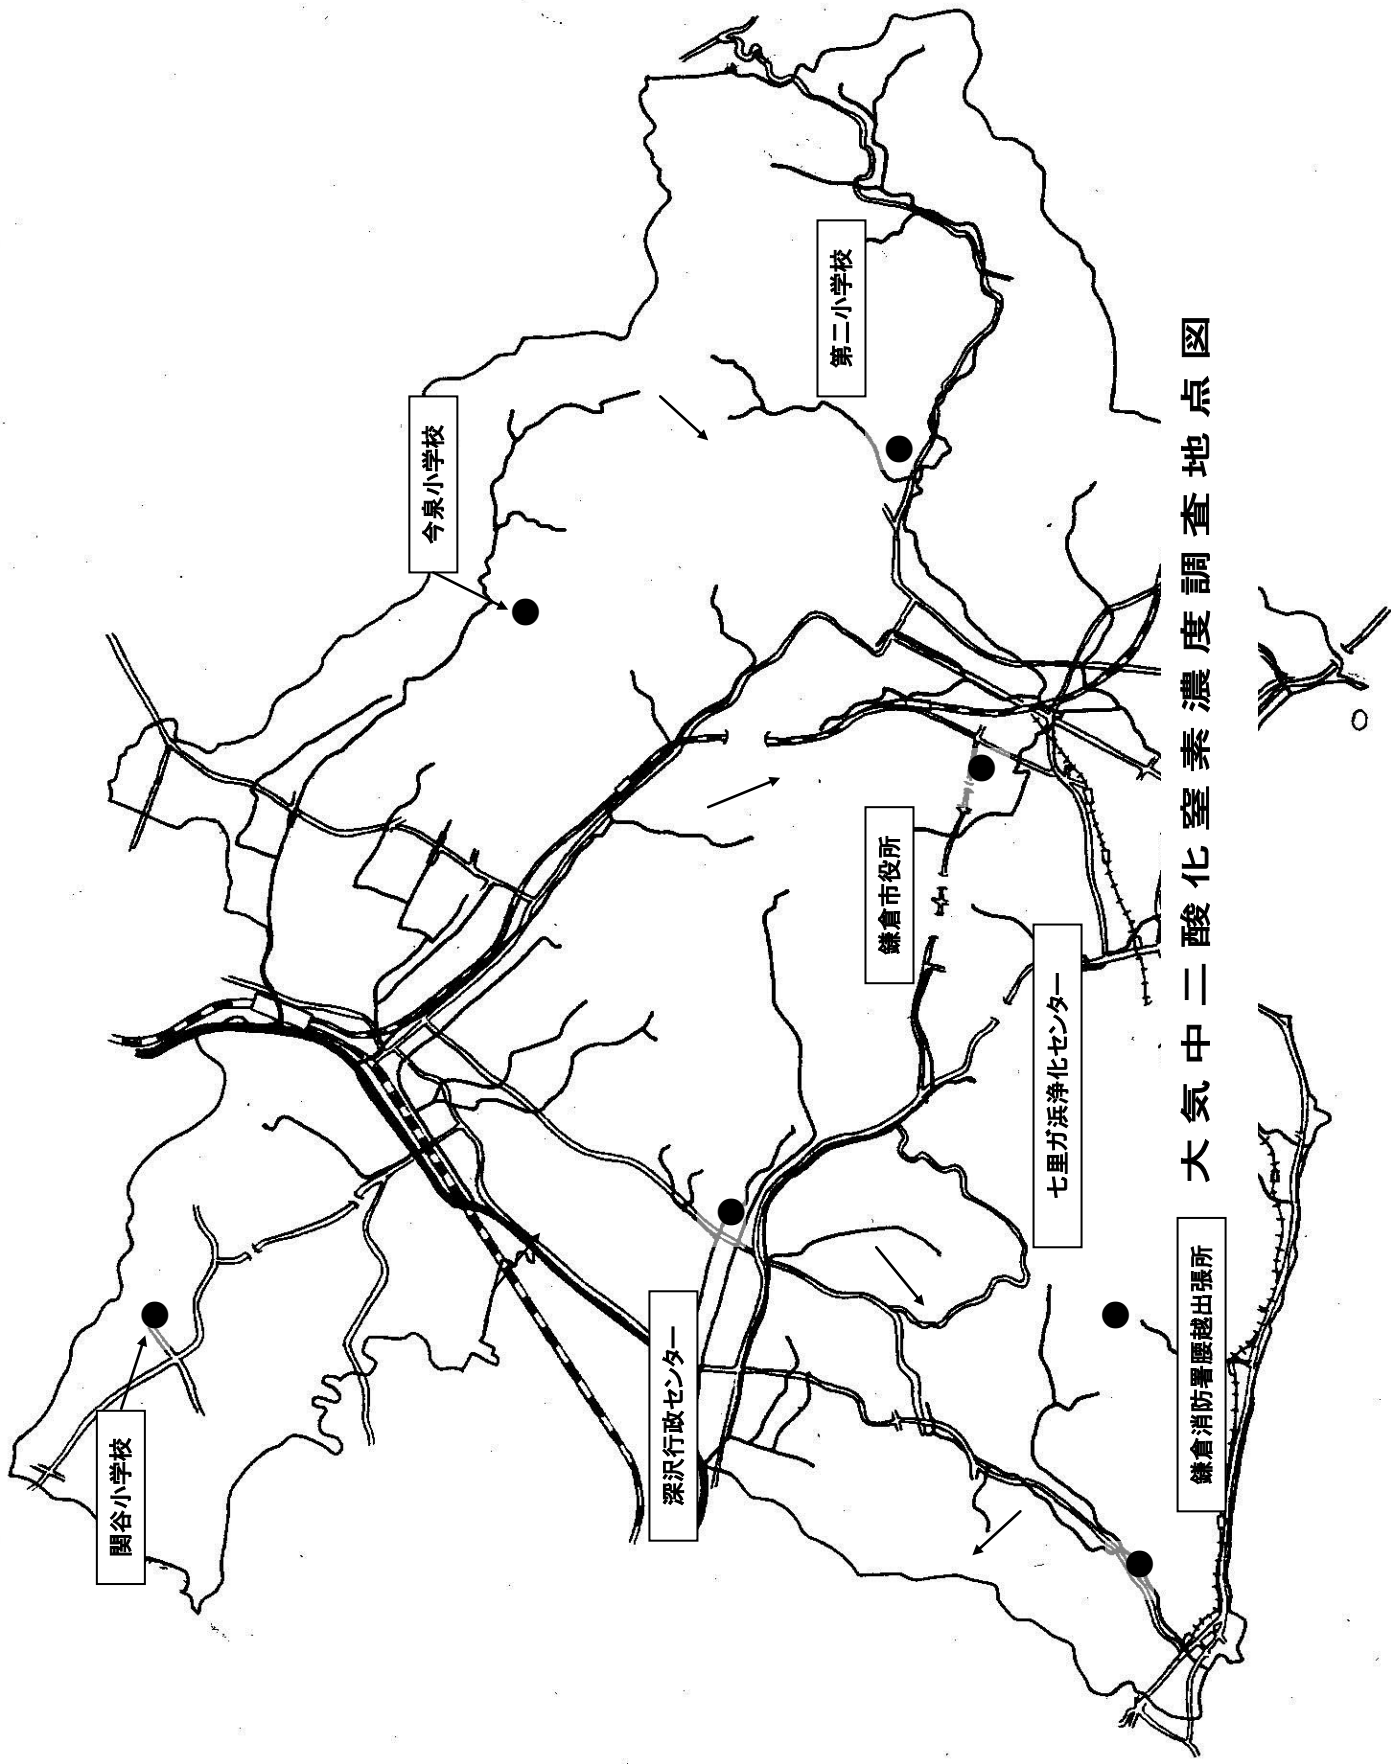 関谷小学校
今泉小学校
深沢行政センター
第二小学校
鎌倉市役所
七里ガ浜浄化センター
鎌倉消防署腰越出張所
大気中二酸化窒素濃度調査地点図